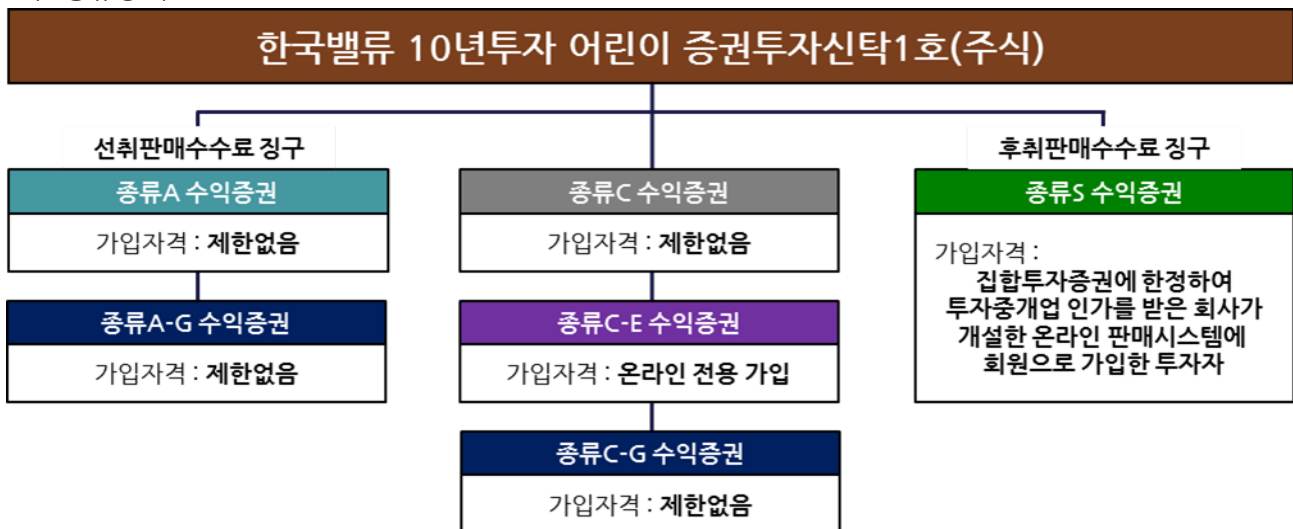 한국밸류 10년투자 어린이 증권투자신탁1호(주식)
선취판매수수료 징구
종류A 수익증권
가입자격 : 제한없음
종류A-G 수익증권
가입자격 : 제한없음
종류C 수익증권
가입자격 : 제한없음
종류C-E 수익증권
가입자격 : 온라인 전용 가입
종류C-G 수익증권
가입자격 : 제한없음
후취판매수수료 징구
종류S 수익증권
가입자격 :
집합투자증권에 한정하여
투자중개업 인가를 받은 회사가
개설한 온라인 판매시스템에
회원으로 가입한 투자자